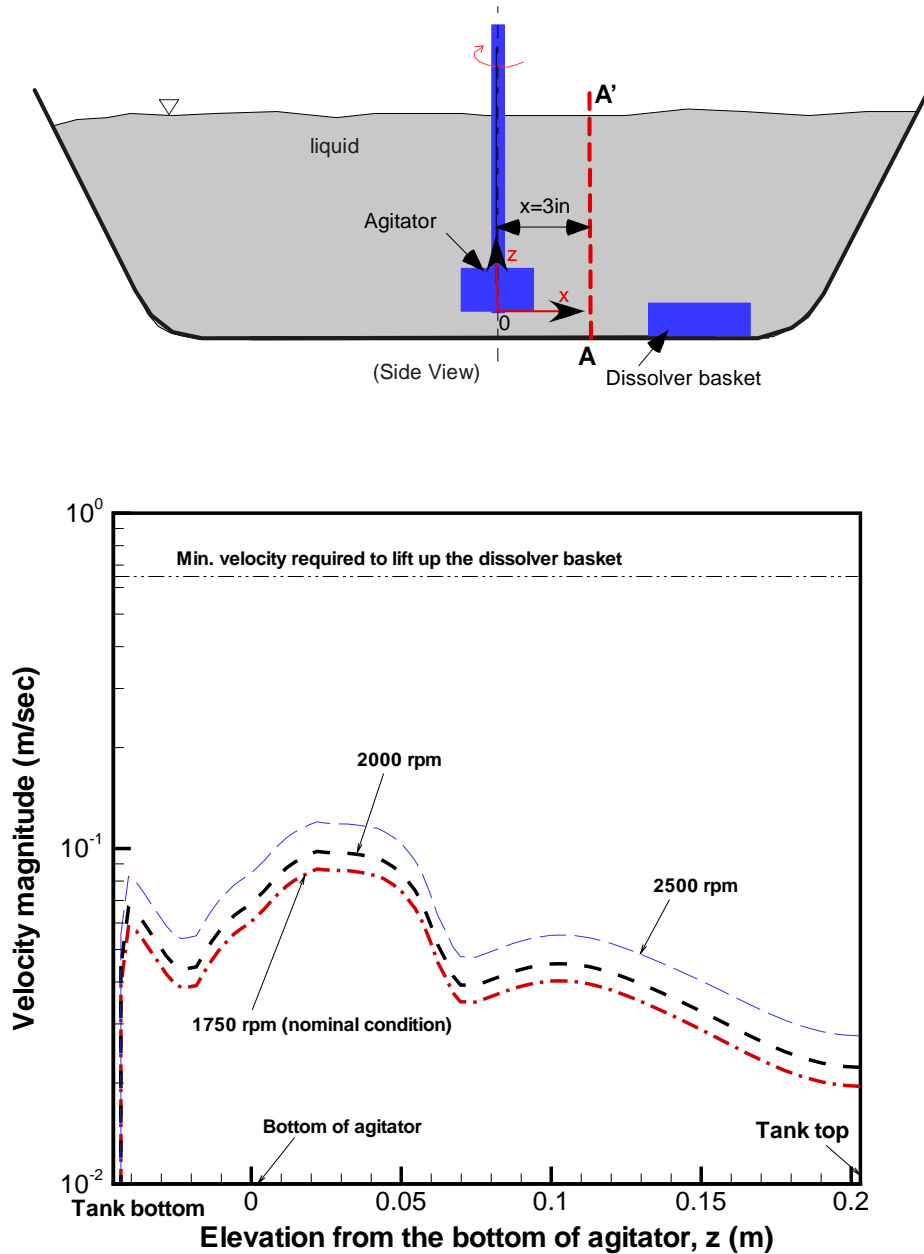 A'
liquid
x=3in
Agitator
z
x
0
A
(Side View)
Dissolver basket
10^0
Min. velocity required to lift up the dissolver basket
2000 rpm
10^-1
2500 rpm
Velocity magnitude (m/sec)
1750 rpm (nominal condition)
Bottom of agitator
Tank top
10^-2
Tank bottom
0 0.05 0.1 0.15 0.2
Elevation from the bottom of agitator, z (m)